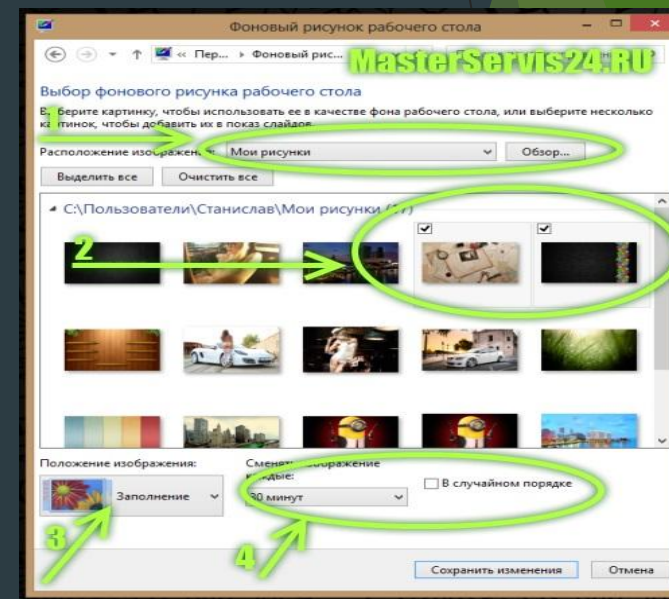 Фоновый рисунок рабочего стола
« Пер... ▸ Фоновый рис...
MasterServis24.RU
Выбор фонового рисунка рабочего стола
Выберите картинку, чтобы использовать ее в качестве фона рабочего стола, или выберите несколько
картинок, чтобы добавить их в показ слайдов.
1
Расположение изображения: Мои рисунки Обзор...
Выделить все Очистить все
C:\Пользователи\Станислав\Мои рисунки (17)
2
Положение изображения: Сменять изображение
каждые:
Заполнение 30 минут В случайном порядке
3
4
Сохранить изменения Отмена